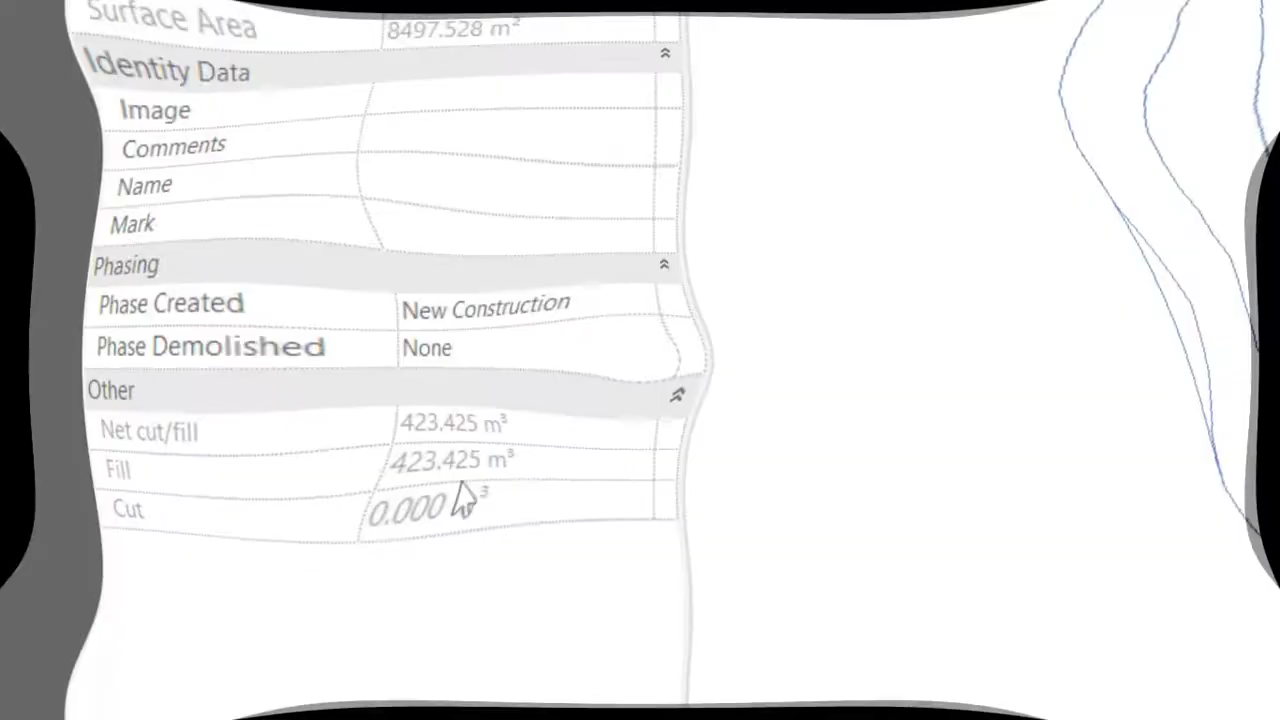 Surface Area 8497.528 m²
Identity Data
Image
Comments
Name
Mark
Phasing
Phase Created New Construction
Phase Demolished None
Other
Net cut/fill 423.425 m³
Fill 423.425 m³
Cut 0.000 ³